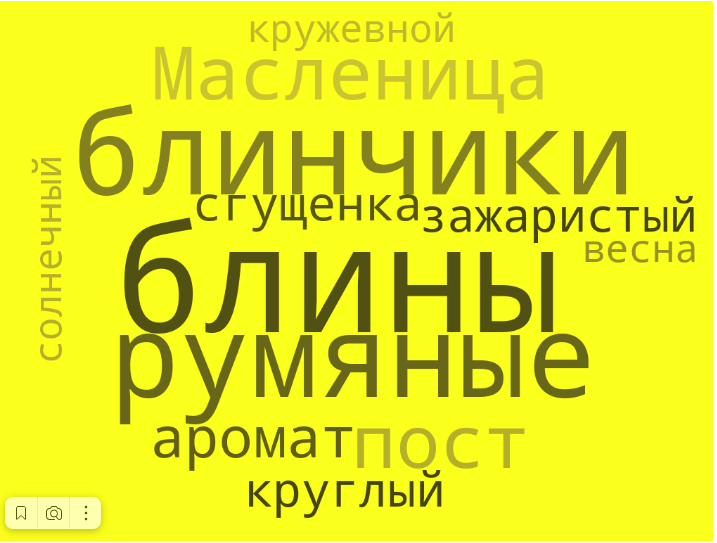 кружевной
Масленица
блинчики
солнечный
сгущенка
зажаристый
весна
блины
румяные
аромат
пост
круглый